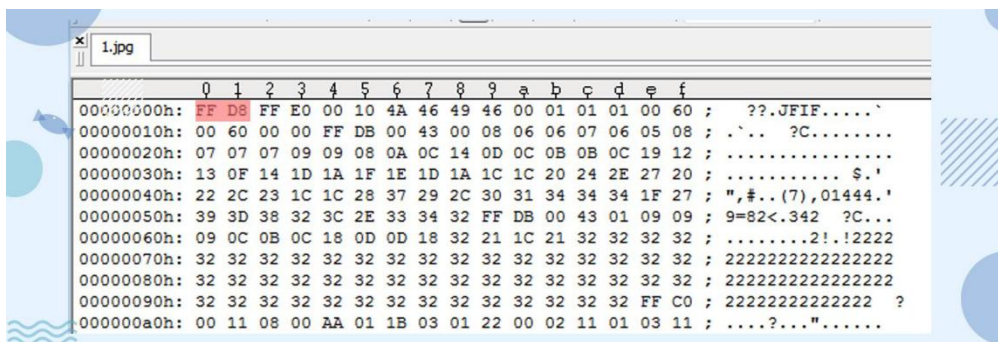 1.jpg
0 1 2 3 4 5 6 7 8 9 a b c d e f
00000000h: FF D8 FF E0 00 10 4A 46 49 46 00 01 01 01 00 60 ; ??.JFIF.....`
00000010h: 00 60 00 00 FF DB 00 43 00 08 06 06 07 06 05 08 ; .`.. ?C........
00000020h: 07 07 07 09 09 08 0A 0C 14 0D 0C 0B 0B 0C 19 12 ; ................
00000030h: 13 0F 14 1D 1A 1F 1E 1D 1A 1C 1C 20 24 2E 27 20 ; ........... $.'
00000040h: 22 2C 23 1C 1C 28 37 29 2C 30 31 34 34 34 1F 27 ; ",#..(7),01444.'
00000050h: 39 3D 38 32 3C 2E 33 34 32 FF DB 00 43 01 09 09 ; 9=82<.342 ?C...
00000060h: 09 0C 0B 0C 18 0D 0D 18 32 21 1C 21 32 32 32 32 ; ........2!.!2222
00000070h: 32 32 32 32 32 32 32 32 32 32 32 32 32 32 32 32 ; 2222222222222222
00000080h: 32 32 32 32 32 32 32 32 32 32 32 32 32 32 32 32 ; 2222222222222222
00000090h: 32 32 32 32 32 32 32 32 32 32 32 32 32 32 FF C0 ; 22222222222222 ?
000000a0h: 00 11 08 00 AA 01 1B 03 01 22 00 02 11 01 03 11 ; ....?...."......